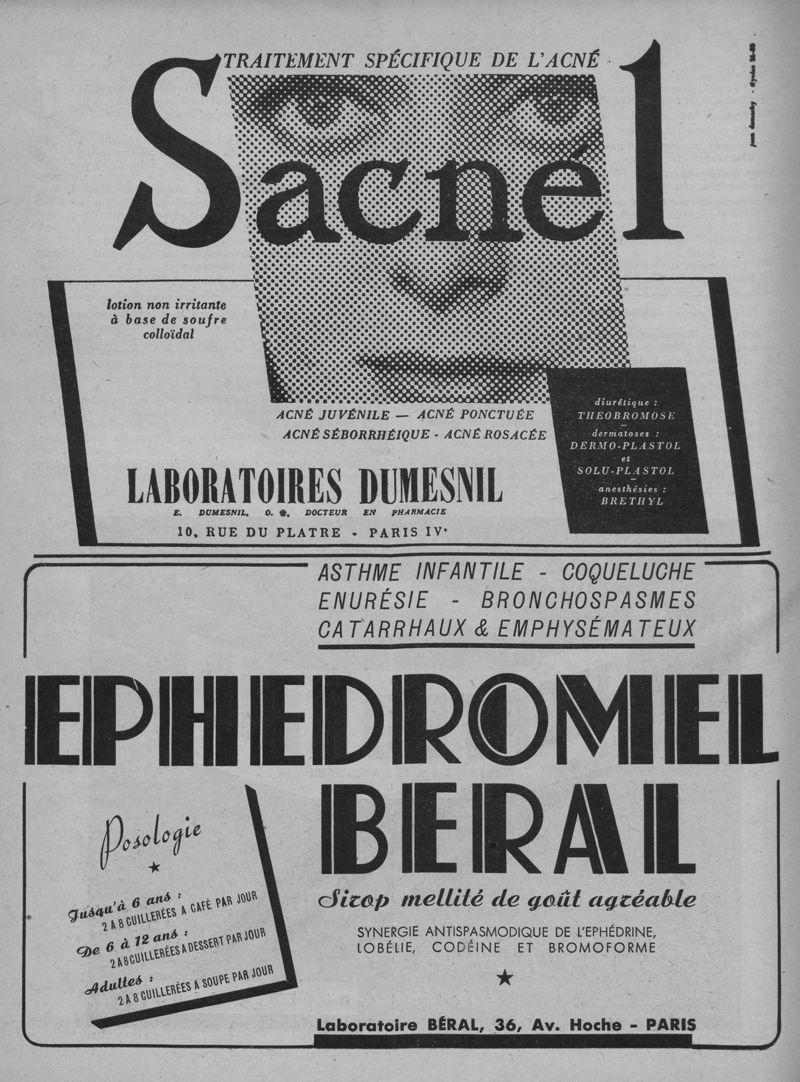 TRAITEMENT SPÉCIFIQUE DE L'ACNÉ
Sacnél
lotion non irritante
à base de soufre
colloïdal
ACNÉ JUVÉNILE — ACNÉ PONCTUÉE
ACNÉ SÉBORRHÉIQUE - ACNÉ ROSACÉE
diurétique :
THEOBROMOSE
dermatoses :
DERMO-PLASTOL
et
SOLU-PLASTOL
anesthésies :
BRETHYL
LABORATOIRES DUMESNIL
E. DUMESNIL, O. ✻, DOCTEUR EN PHARMACIE
10, RUE DU PLATRE - PARIS IVe
ASTHME INFANTILE - COQUELUCHE
ENURÉSIE - BRONCHOSPASMES
CATARRHAUX & EMPHYSÉMATEUX
EPHEDROMEL
BERAL
Posologie
Jusqu'à 6 ans :
2 A 8 CUILLERÉES A CAFÉ PAR JOUR
De 6 à 12 ans :
2 A 8 CUILLERÉES A DESSERT PAR JOUR
Adultes :
2 A 8 CUILLERÉES A SOUPE PAR JOUR
Sirop mellité de goût agréable
SYNERGIE ANTISPASMODIQUE DE L'EPHÉDRINE,
LOBÉLIE, CODÉINE ET BROMOFORME
Laboratoire BÉRAL, 36, Av. Hoche - PARIS